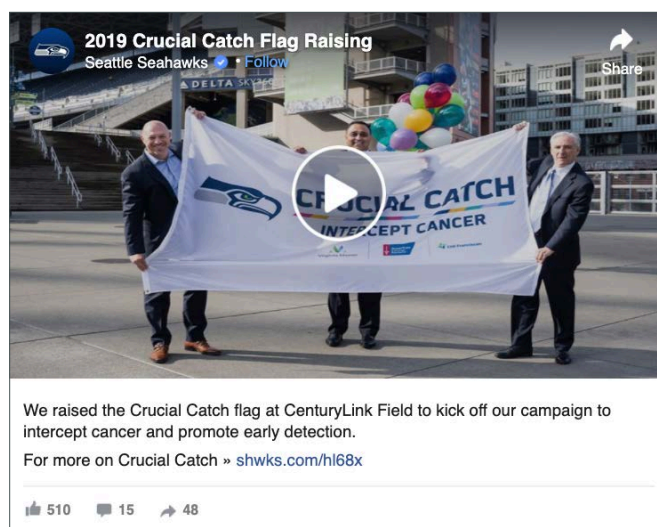 2019 Crucial Catch Flag Raising
Seattle Seahawks • Follow
Share
DELTA SKY360
CRUCIAL CATCH
INTERCEPT CANCER
We raised the Crucial Catch flag at CenturyLink Field to kick off our campaign to
intercept cancer and promote early detection.
For more on Crucial Catch » shwks.com/hl68x
510 15 48